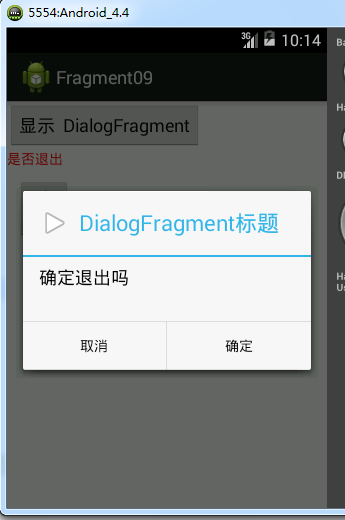 5554:Android_4.4
3G 10:14
Fragment09
显示 DialogFragment
是否退出
DialogFragment标题
确定退出吗
取消 确定
Ba
Ha
DI
Ha
Us